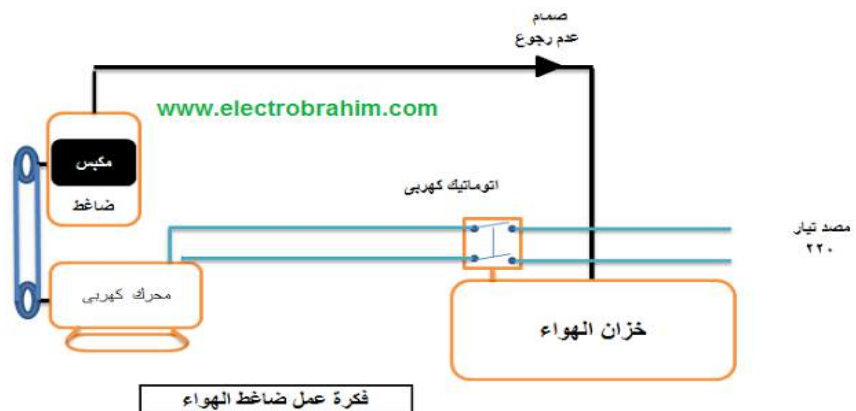 صمام
عدم رجوع
www.electrobrahim.com
مكبس
ضاغط
اتوماتيك كهربى
مصد تيار
٢٢٠
محرك كهربى
خزان الهواء
فكرة عمل ضاغط الهواء